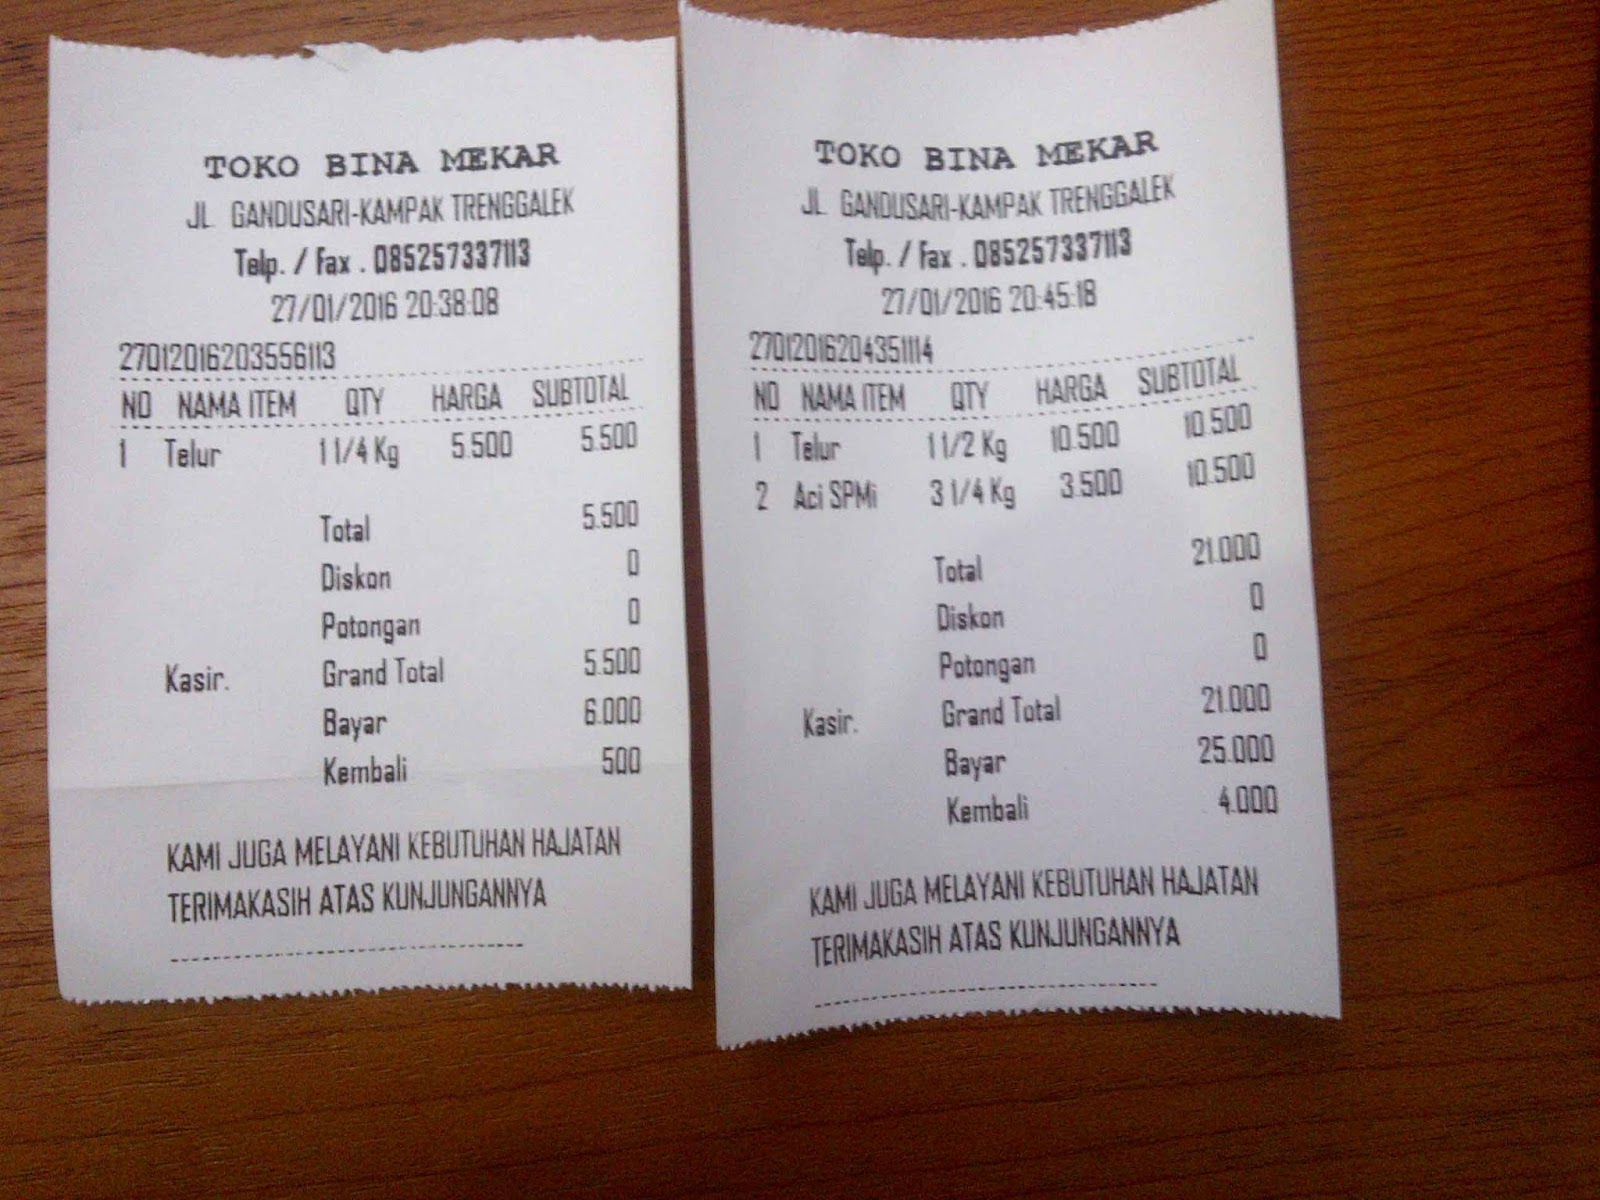 TOKO BINA MEKAR
JL. GANDUSARI-KAMPAK TRENGGALEK
Telp. / Fax . 085257337113
27/01/2016 20:38:08
27012016203556113
NO NAMA ITEM QTY HARGA SUBTOTAL
1 Telur 1 1/4 Kg 5.500 5.500
Total 5.500
Diskon 0
Potongan 0
Kasir. Grand Total 5.500
Bayar 6.000
Kembali 500
KAMI JUGA MELAYANI KEBUTUHAN HAJATAN
TERIMAKASIH ATAS KUNJUNGANNYA
TOKO BINA MEKAR
JL. GANDUSARI-KAMPAK TRENGGALEK
Telp. / Fax . 085257337113
27/01/2016 20:45:18
27012016204351114
NO NAMA ITEM QTY HARGA SUBTOTAL
1 Telur 1 1/2 Kg 10.500 10.500
2 Aci SPMi 3 1/4 Kg 3.500 10.500
Total 21.000
Diskon 0
Potongan 0
Kasir. Grand Total 21.000
Bayar 25.000
Kembali 4.000
KAMI JUGA MELAYANI KEBUTUHAN HAJATAN
TERIMAKASIH ATAS KUNJUNGANNYA